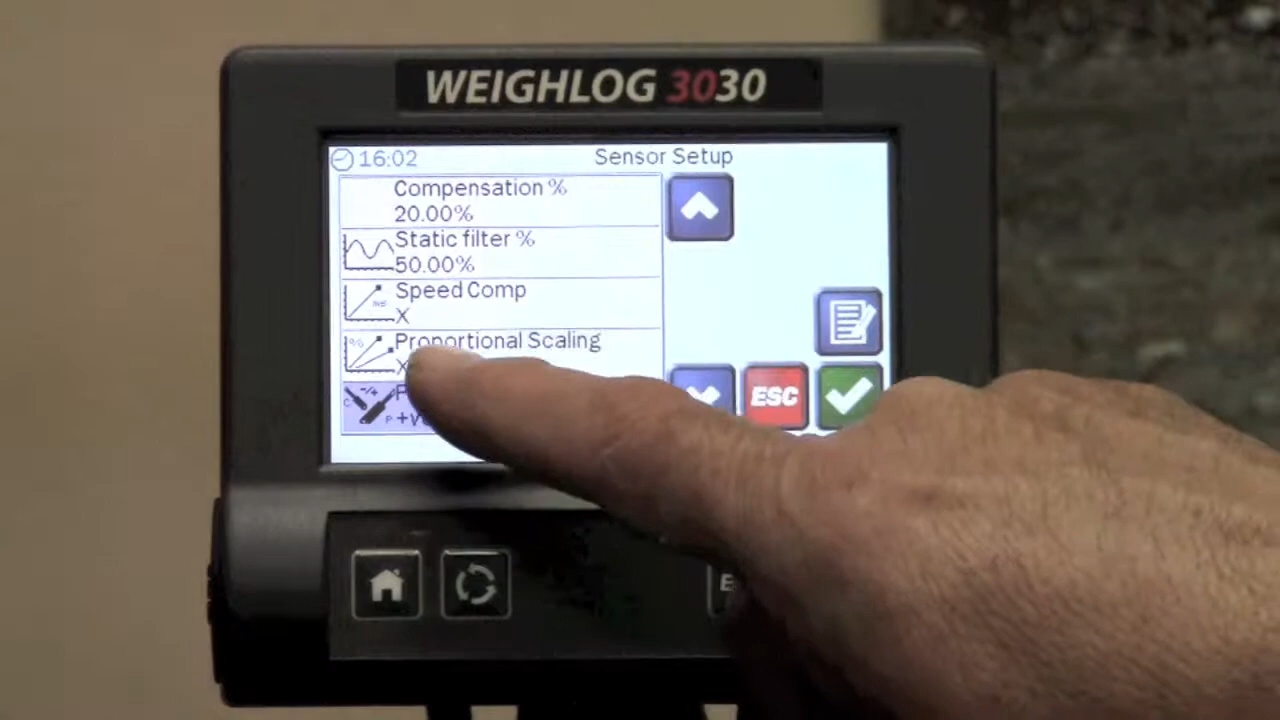 WEIGHLOG 3030
16:02 Sensor Setup
Compensation %
20.00%
Static filter %
50.00%
Speed Comp
X
Proportional Scaling
X
ESC